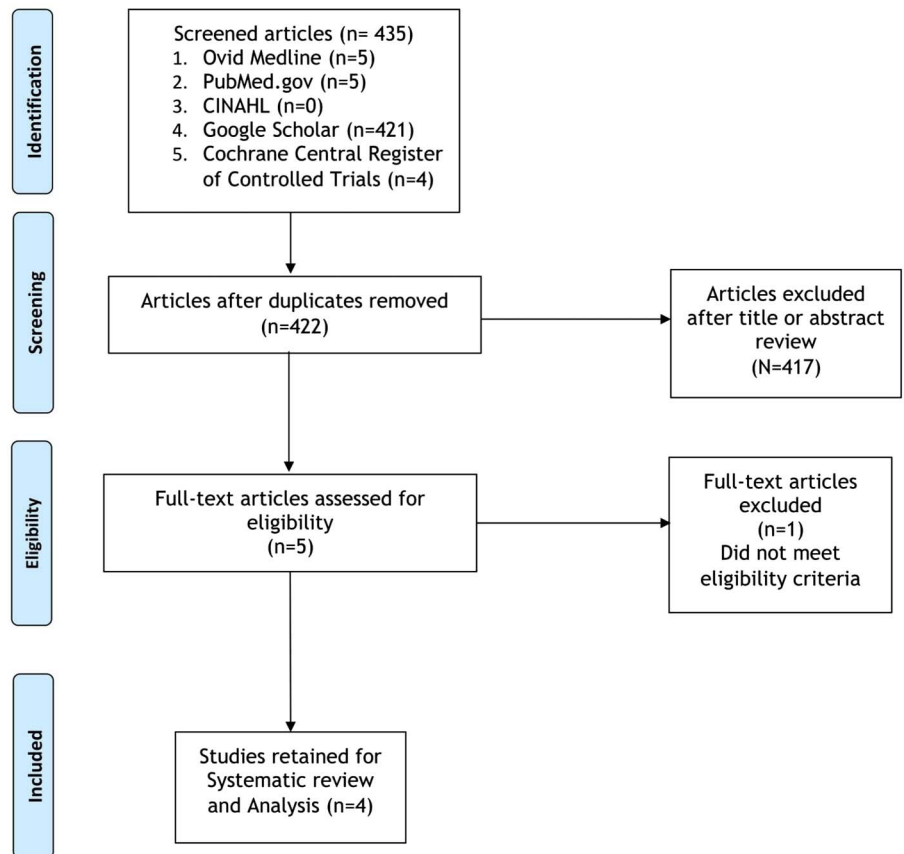 Identification
Screened articles (n= 435)
1. Ovid Medline (n=5)
2. PubMed.gov (n=5)
3. CINAHL (n=0)
4. Google Scholar (n=421)
5. Cochrane Central Register
of Controlled Trials (n=4)
Screening
Articles after duplicates removed
(n=422)
Articles excluded
after title or abstract
review
(N=417)
Eligibility
Full-text articles assessed for
eligibility
(n=5)
Full-text articles
excluded
(n=1)
Did not meet
eligibility criteria
Included
Studies retained for
Systematic review
and Analysis (n=4)